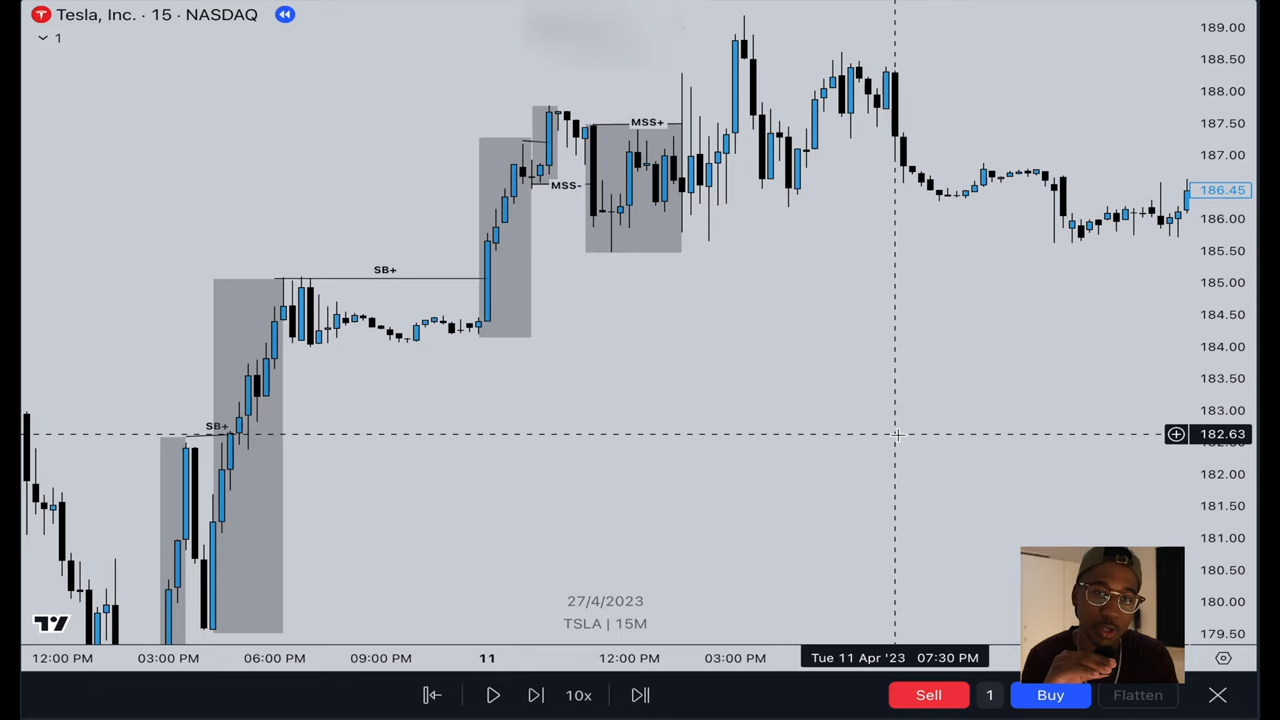 Tesla, Inc. · 15 · NASDAQ
1
189.00
188.50
188.00
187.50
187.00
186.45
186.00
185.50
185.00
184.50
184.00
183.50
183.00
182.63
182.00
181.50
181.00
180.50
180.00
179.50
MSS+
MSS-
SB+
SB+
27/4/2023
TSLA | 15M
12:00 PM 03:00 PM 06:00 PM 09:00 PM 11 12:00 PM 03:00 PM Tue 11 Apr '23 07:30 PM
10x Sell 1 Buy Flatten